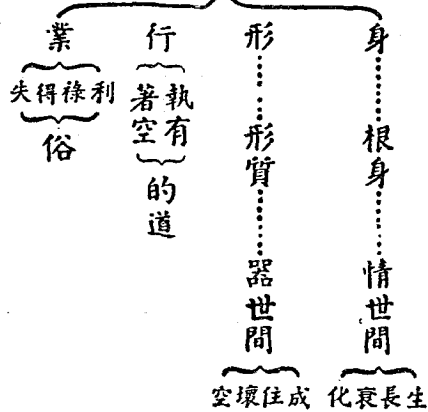 身………根身………情世間
生長衰化
形………形質………器世間
成住壞空
行
執有
著空
的道
業
利祿得失
俗